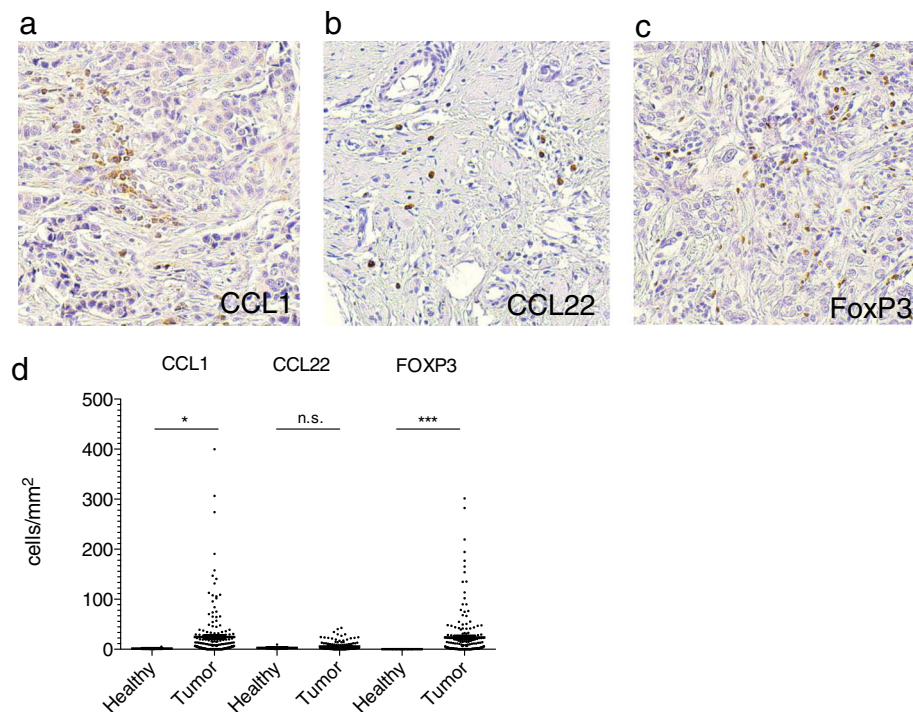 a
b
c
CCL1
CCL22
FoxP3
d
CCL1 CCL22 FOXP3
* n.s. ***
500
400
300
200
100
0
cells/mm²
Healthy Tumor Healthy Tumor Healthy Tumor